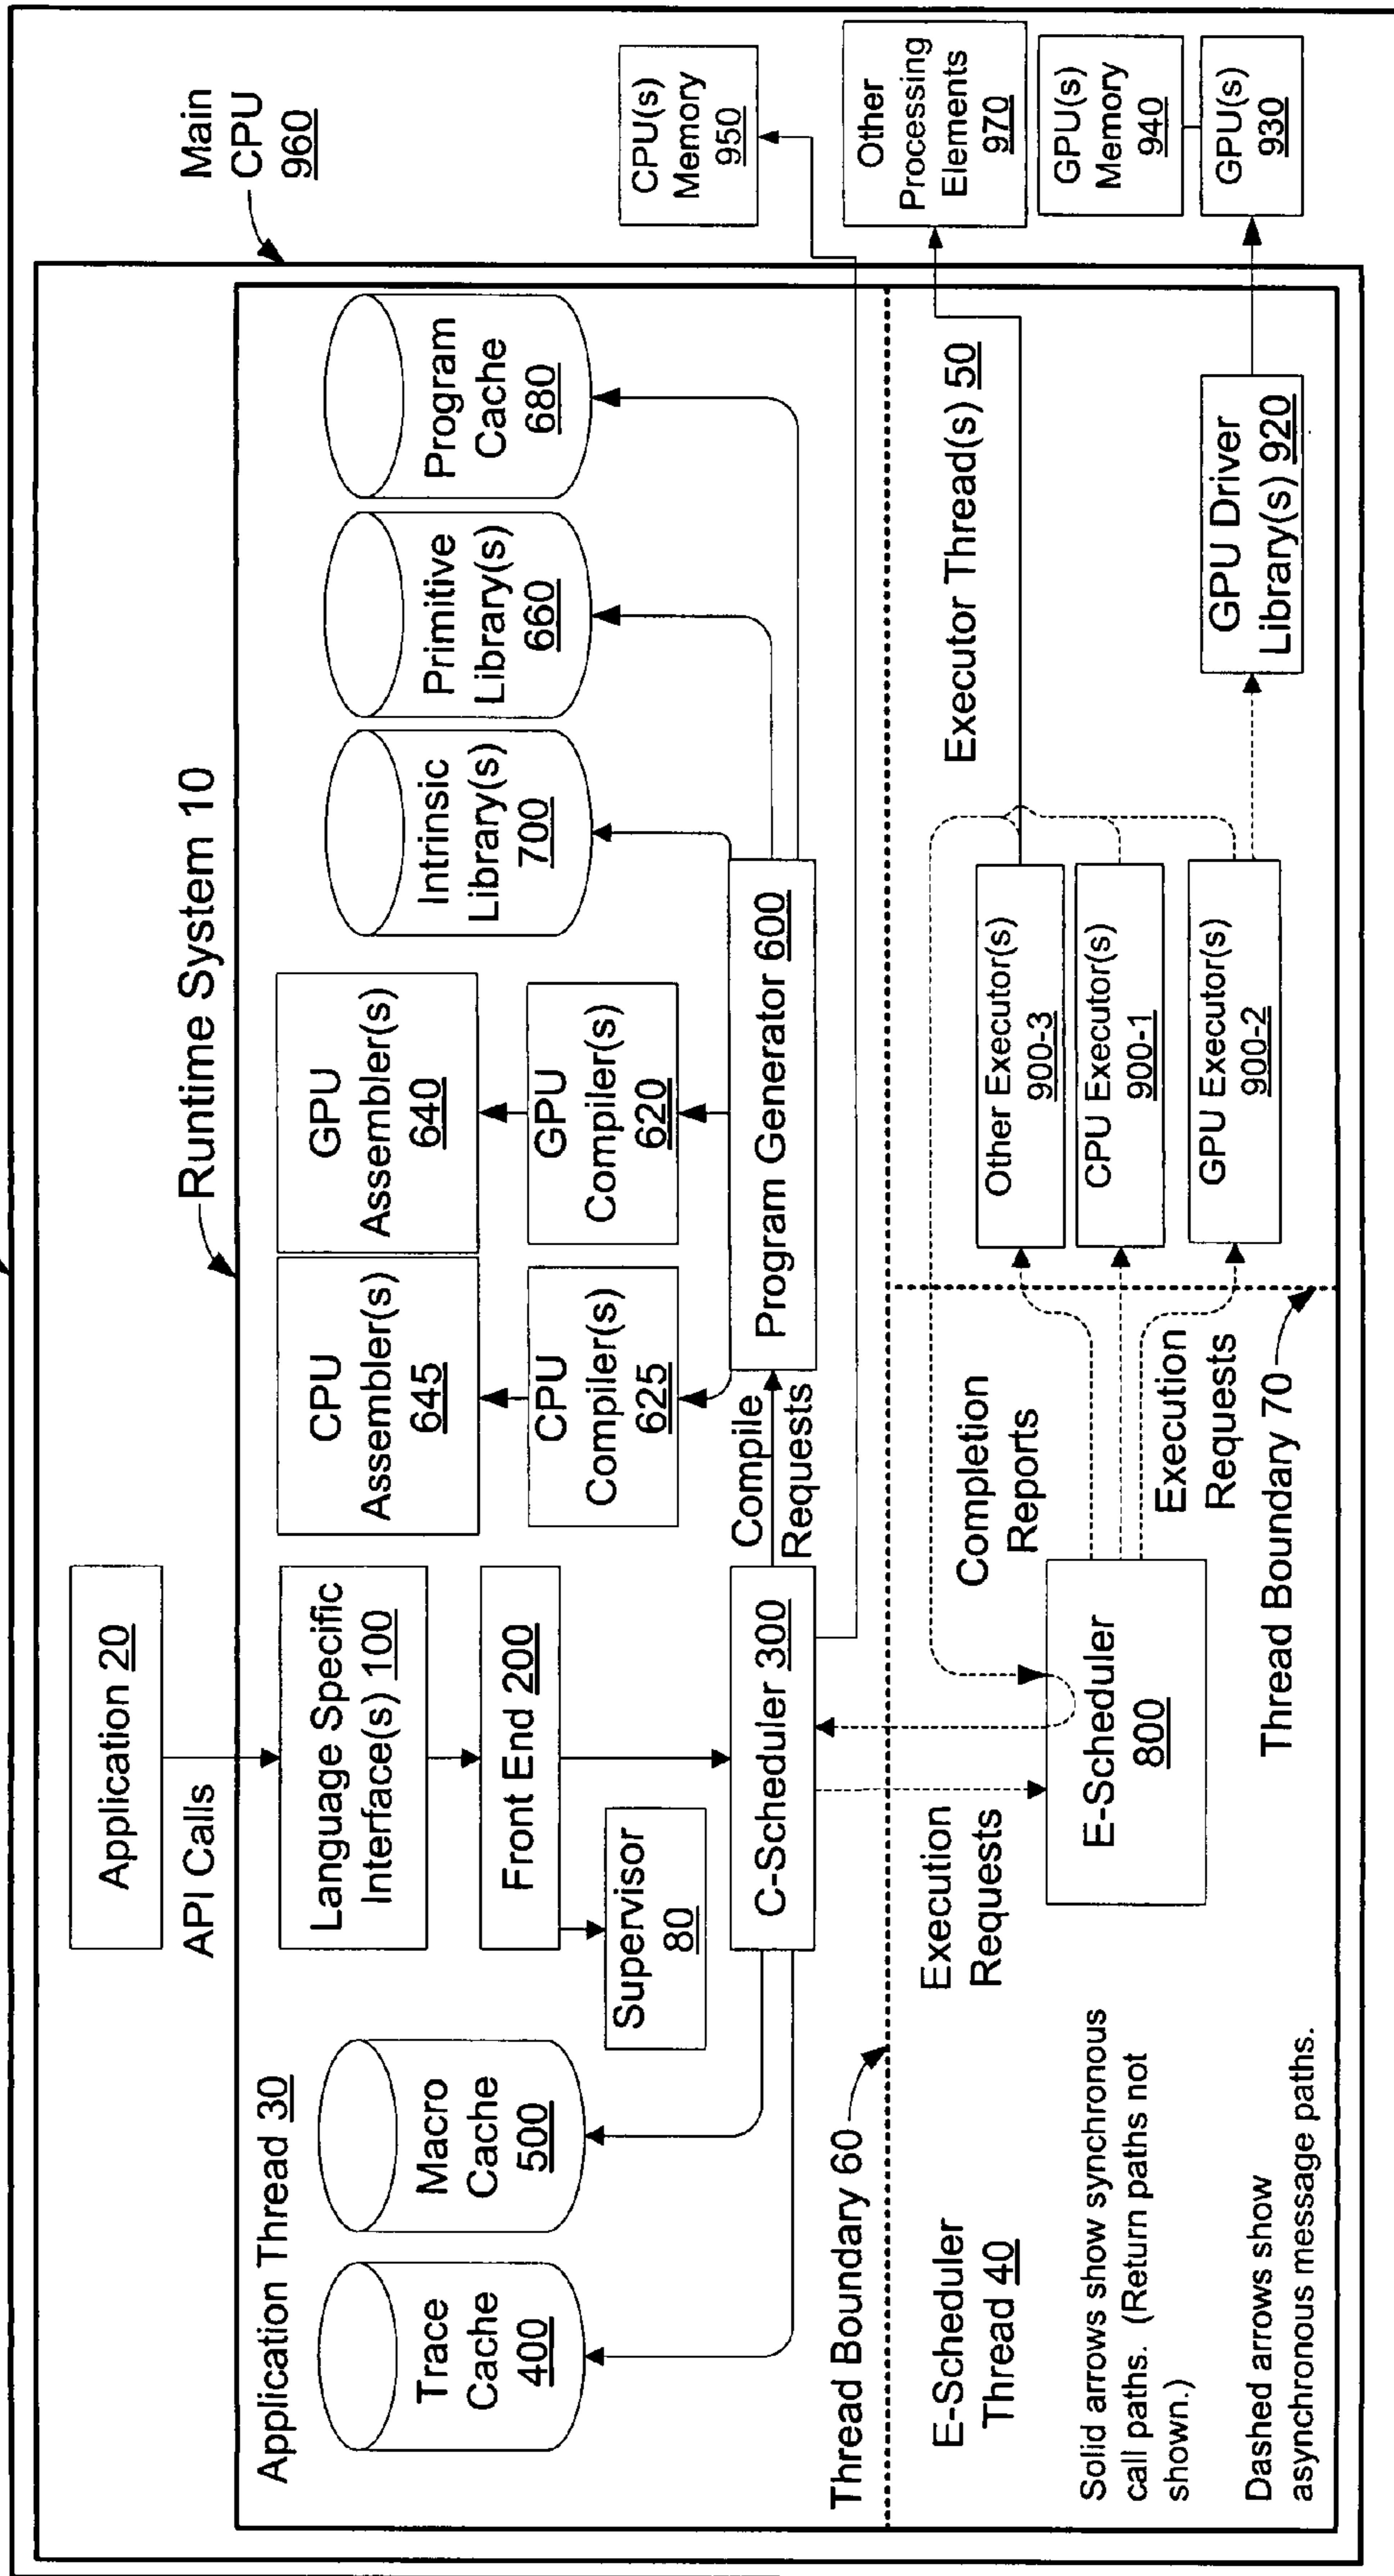 Main
CPU
960
Runtime System 10
Application 20
API Calls
Application Thread 30
Language Specific
Interface(s) 100
Front End 200
Supervisor
80
C-Scheduler 300
Trace
Cache
400
Macro
Cache
500
CPU
Assembler(s)
645
GPU
Assembler(s)
640
CPU
Compiler(s)
625
GPU
Compiler(s)
620
Compile
Requests
Program Generator 600
Intrinsic
Library(s)
700
Primitive
Library(s)
660
Program
Cache
680
CPU(s)
Memory
950
Other
Processing
Elements
970
GPU(s)
Memory
940
GPU(s)
930
Thread Boundary 60
E-Scheduler
Thread 40
Execution
Requests
E-Scheduler
800
Completion
Reports
Execution
Requests
Thread Boundary 70
Executor Thread(s) 50
Other Executor(s)
900-3
CPU Executor(s)
900-1
GPU Executor(s)
900-2
GPU Driver
Library(s) 920
Solid arrows show synchronous
call paths. (Return paths not
shown.)
Dashed arrows show
asynchronous message paths.